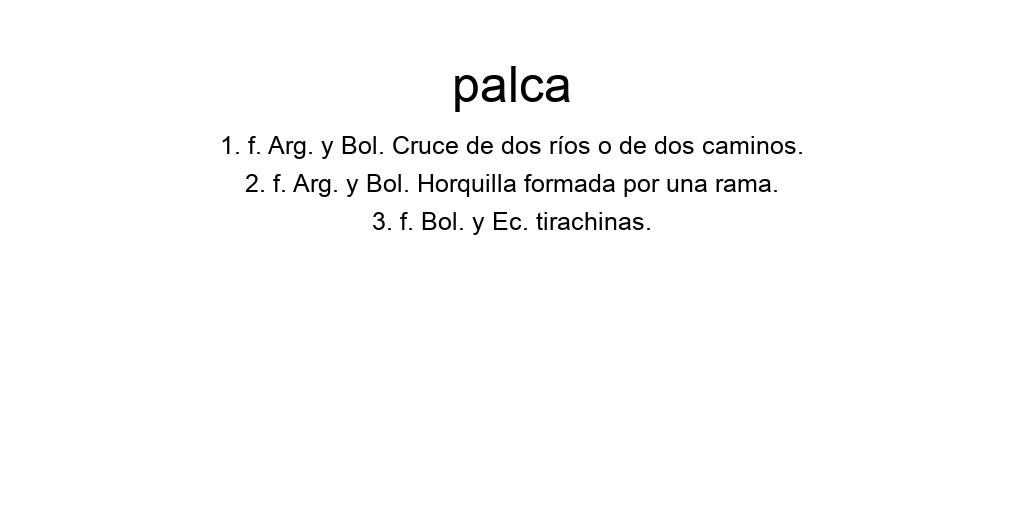 palca
1. f. Arg. y Bol. Cruce de dos ríos o de dos caminos.
2. f. Arg. y Bol. Horquilla formada por una rama.
3. f. Bol. y Ec. tirachinas.